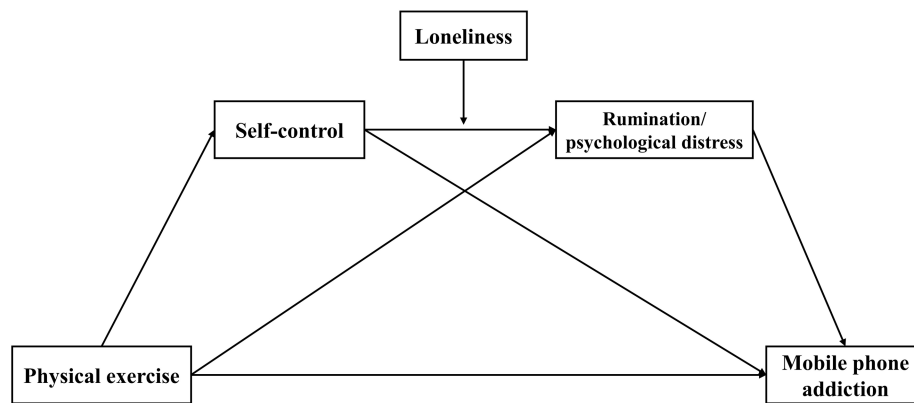 Loneliness
Self-control
Rumination/
psychological distress
Physical exercise
Mobile phone
addiction